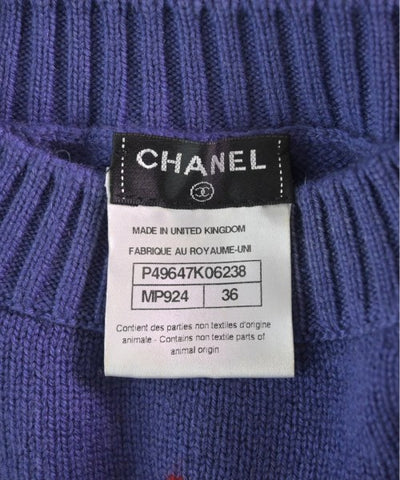 CHANEL
MADE IN UNITED KINGDOM
FABRIQUE AU ROYAUME-UNI
P49647K06238
MP924 36
Contient des parties non textiles d'origine
animale - Contains non textile parts of
animal origin